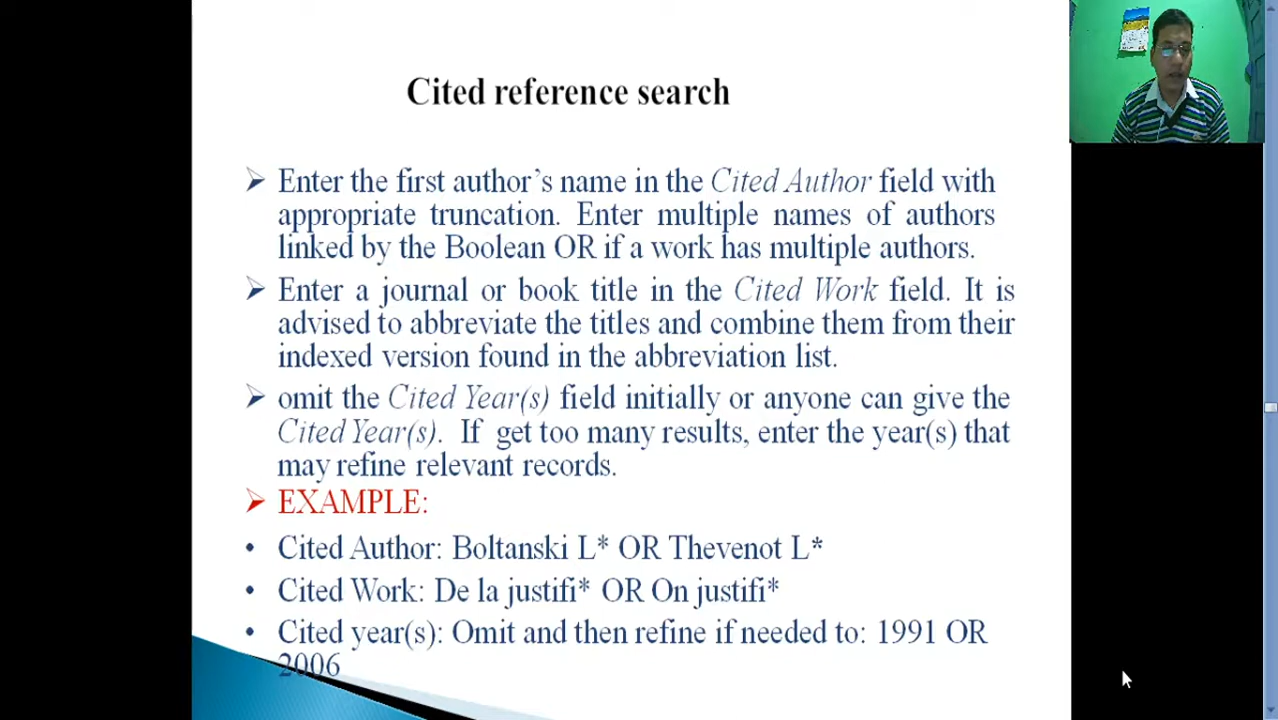 Cited reference search
Enter the first author's name in the Cited Author field with
appropriate truncation. Enter multiple names of authors
linked by the Boolean OR if a work has multiple authors.
Enter a journal or book title in the Cited Work field. It is
advised to abbreviate the titles and combine them from their
indexed version found in the abbreviation list.
omit the Cited Year(s) field initially or anyone can give the
Cited Year(s). If get too many results, enter the year(s) that
may refine relevant records.
EXAMPLE:
Cited Author: Boltanski L* OR Thevenot L*
Cited Work: De la justifi* OR On justifi*
Cited year(s): Omit and then refine if needed to: 1991 OR
2006